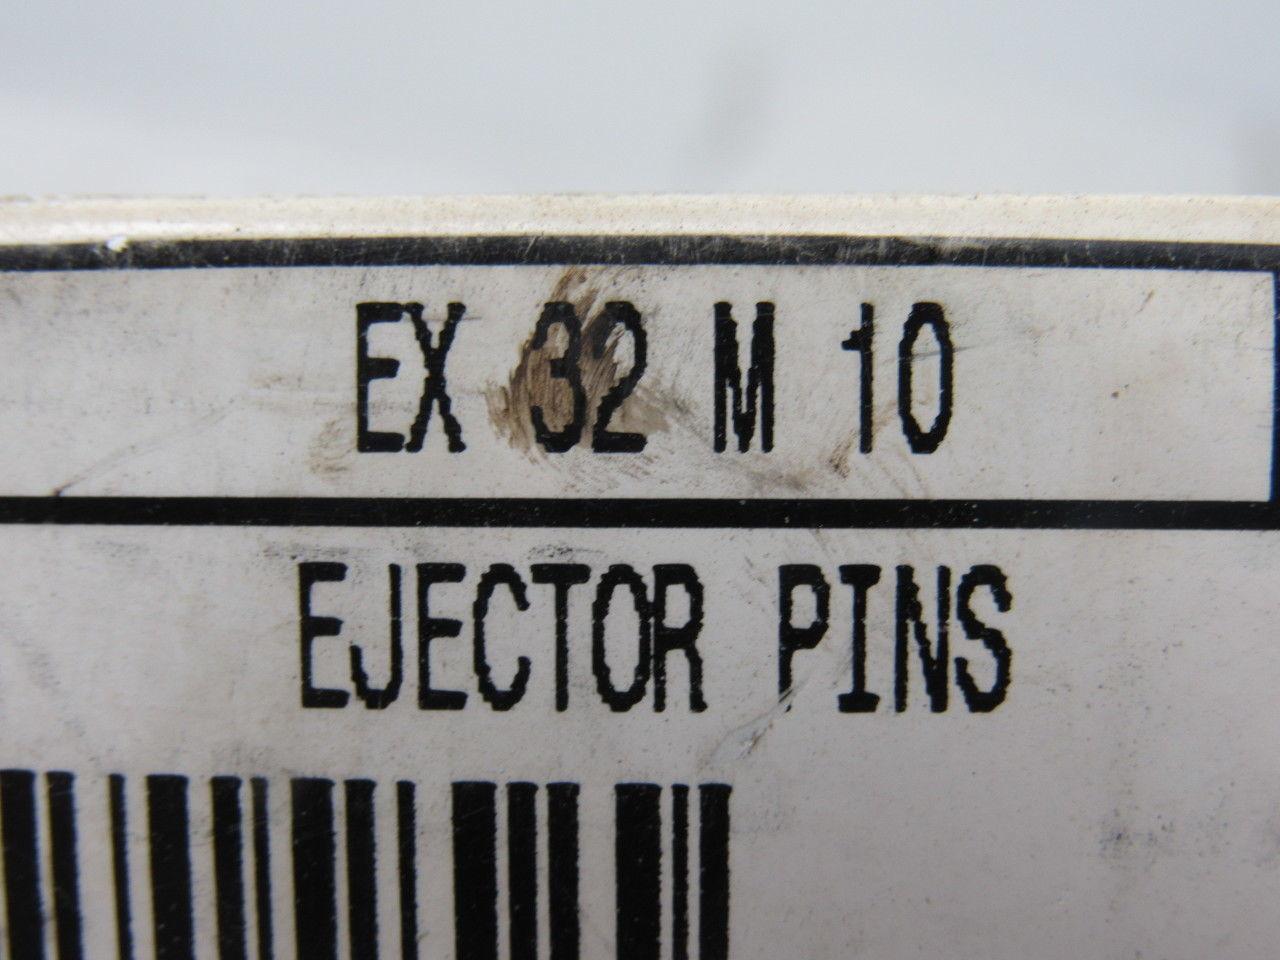 EX 32 M 10
EJECTOR PINS